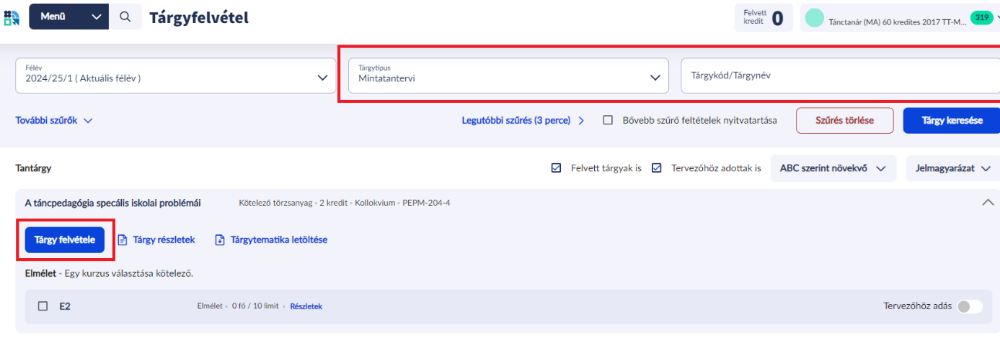 Menü
Tárgyfelvétel
Felvett
kredit 0
Tánctanár (MA) 60 kredites 2017 TT-M... 319
Félév
2024/25/1 ( Aktuális félév )
Tárgytípus
Mintatantervi
Tárgykód/Tárgynév
További szűrők
Legutóbbi szűrés (3 perce)
Bővebb szűrő feltételek nyitvatartása
Szűrés törlése
Tárgy keresése
Tantárgy
Felvett tárgyak is
Tervezőhöz adottak is
ABC szerint növekvő
Jelmagyarázat
A táncpedagógia specális iskolai problémái
Kötelező törzsanyag • 2 kredit • Kollokvium • PEPM-204-4
Tárgy felvétele
Tárgy részletek
Tárgytematika letöltése
Elmélet - Egy kurzus választása kötelező.
E2
Elmélet • 0 fő / 10 limit • Részletek
Tervezőhöz adás